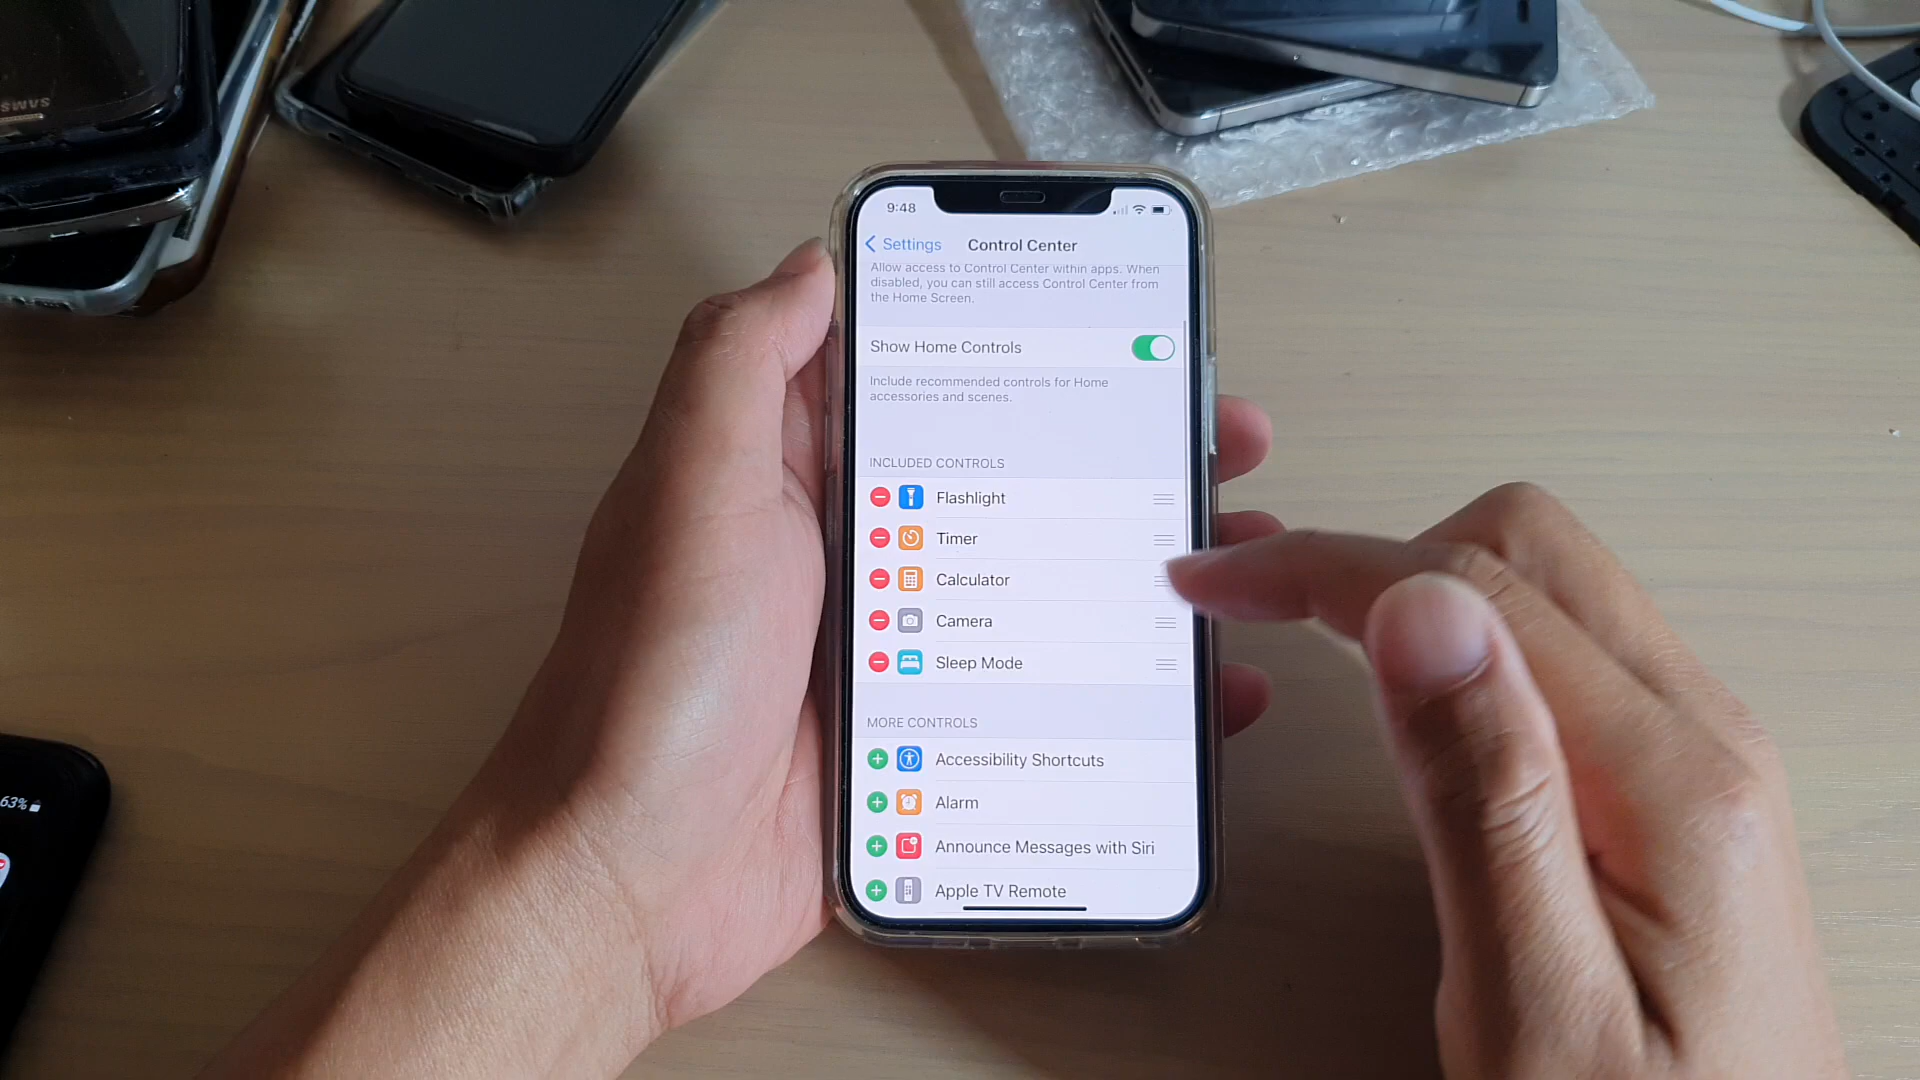 SAMSUNG
9:48
Settings
Control Center
Allow access to Control Center within apps. When
disabled, you can still access Control Center from
the Home Screen.
Show Home Controls
Include recommended controls for Home
accessories and scenes.
INCLUDED CONTROLS
Flashlight
Timer
Calculator
Camera
Sleep Mode
MORE CONTROLS
Accessibility Shortcuts
Alarm
Announce Messages with Siri
Apple TV Remote
63%